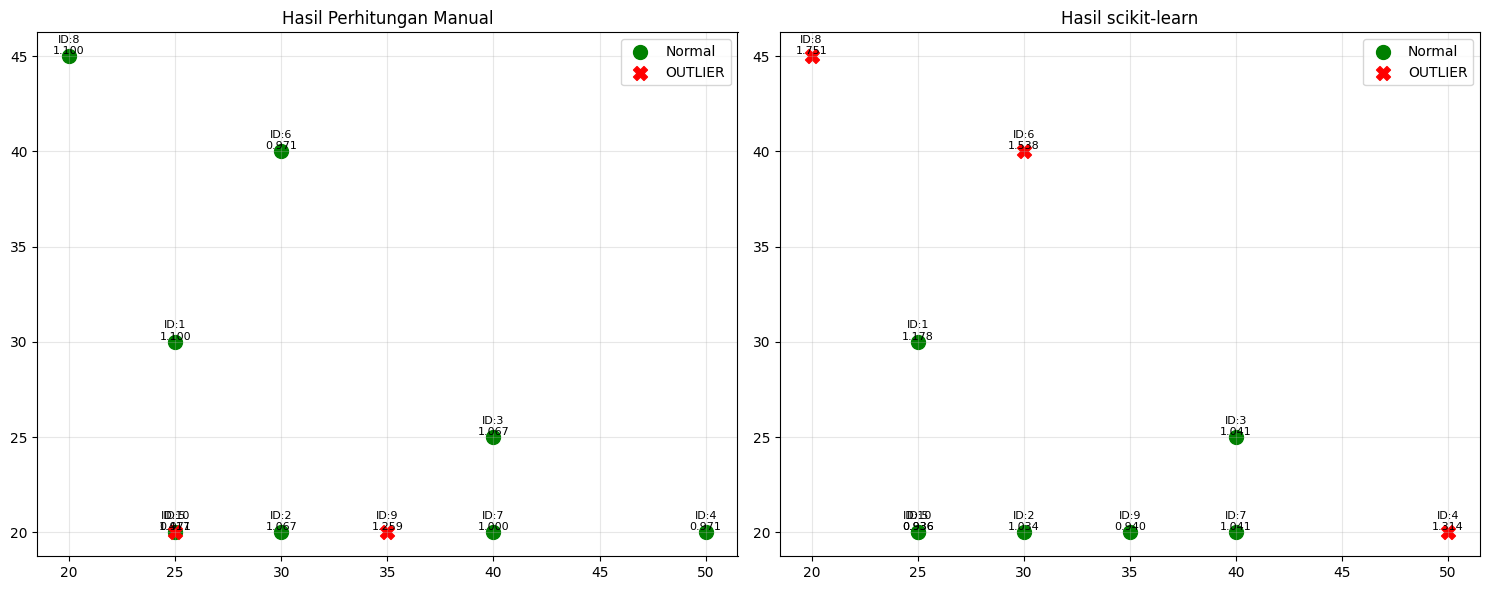 Hasil Perhitungan Manual
Normal
OUTLIER
ID:8
1.100
ID:6
0.971
ID:1
1.100
ID:3
1.067
ID:10
ID:2
1.067
ID:9
1.259
ID:7
1.000
ID:4
0.971
45
40
35
30
25
20
20 25 30 35 40 45 50
Hasil scikit-learn
Normal
OUTLIER
ID:8
1.751
ID:6
1.538
ID:1
1.178
ID:3
1.041
ID:10
ID:2
1.034
ID:9
0.940
ID:7
1.041
ID:4
1.314
45
40
35
30
25
20
20 25 30 35 40 45 50